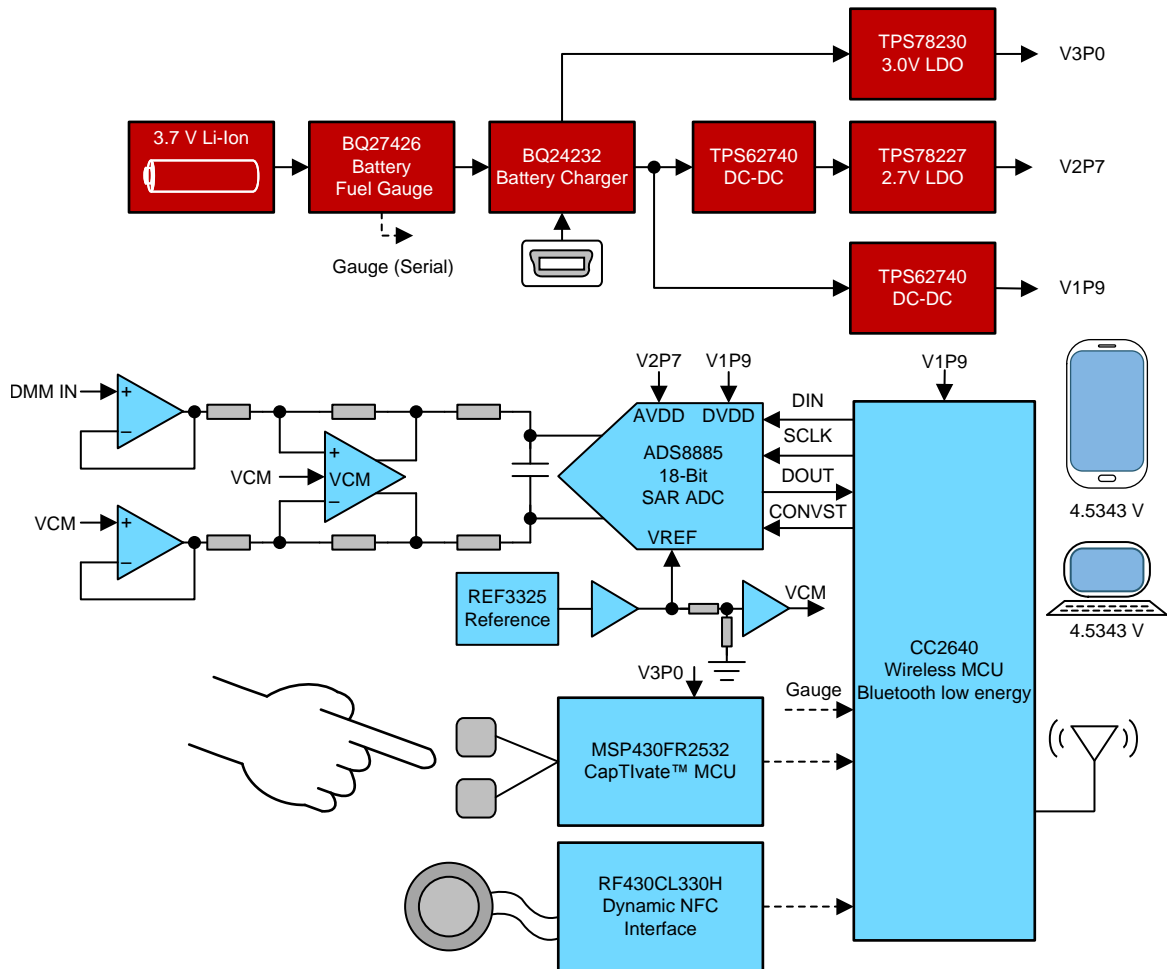 TPS78230
3.0V LDO
V3P0
3.7 V Li-Ion
BQ27426
Battery
Fuel Gauge
BQ24232
Battery Charger
TPS62740
DC-DC
TPS78227
2.7V LDO
V2P7
Gauge (Serial)
TPS62740
DC-DC
V1P9
DMM IN
+
−
VCM
+
VCM
−
VCM
+
−
V2P7
V1P9
AVDD
DVDD
ADS8885
18-Bit
SAR ADC
VREF
DIN
SCLK
DOUT
CONVST
V1P9
4.5343 V
4.5343 V
REF3325
Reference
VCM
CC2640
Wireless MCU
Bluetooth low energy
V3P0
Gauge
MSP430FR2532
CapTIvate™ MCU
RF430CL330H
Dynamic NFC
Interface